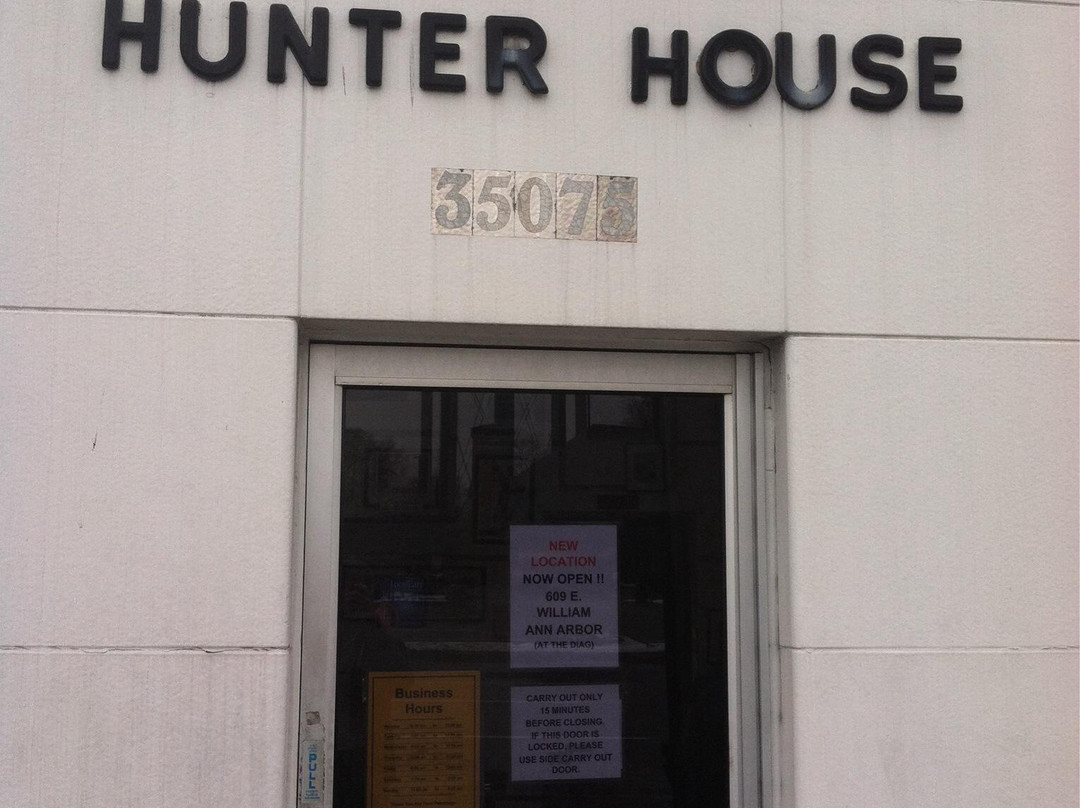 HUNTER HOUSE
35075
NEW
LOCATION
NOW OPEN !!
609 E.
WILLIAM
ANN ARBOR
(AT THE DIAG)
Business
Hours
CARRY OUT ONLY
15 MINUTES
BEFORE CLOSING.
IF THIS DOOR IS
LOCKED, PLEASE
USE SIDE CARRY OUT
DOOR.
PULL